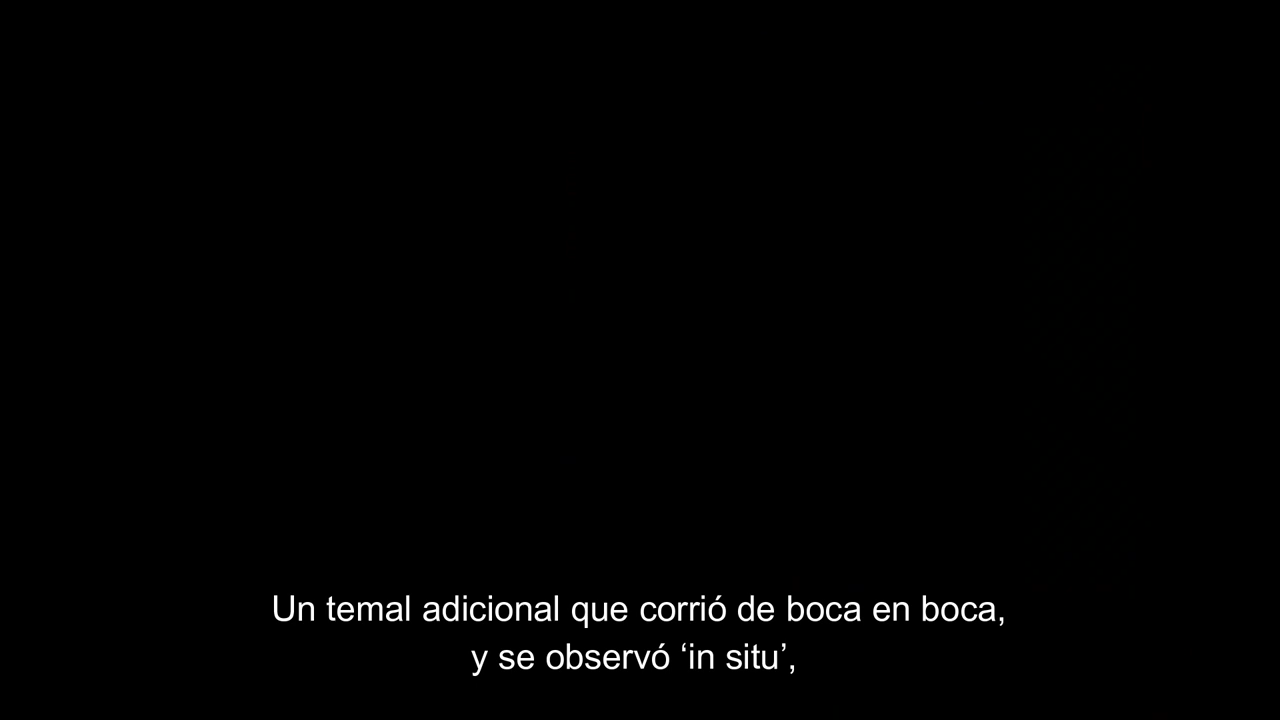 Un temal adicional que corrió de boca en boca,
y se observó ‘in situ’,